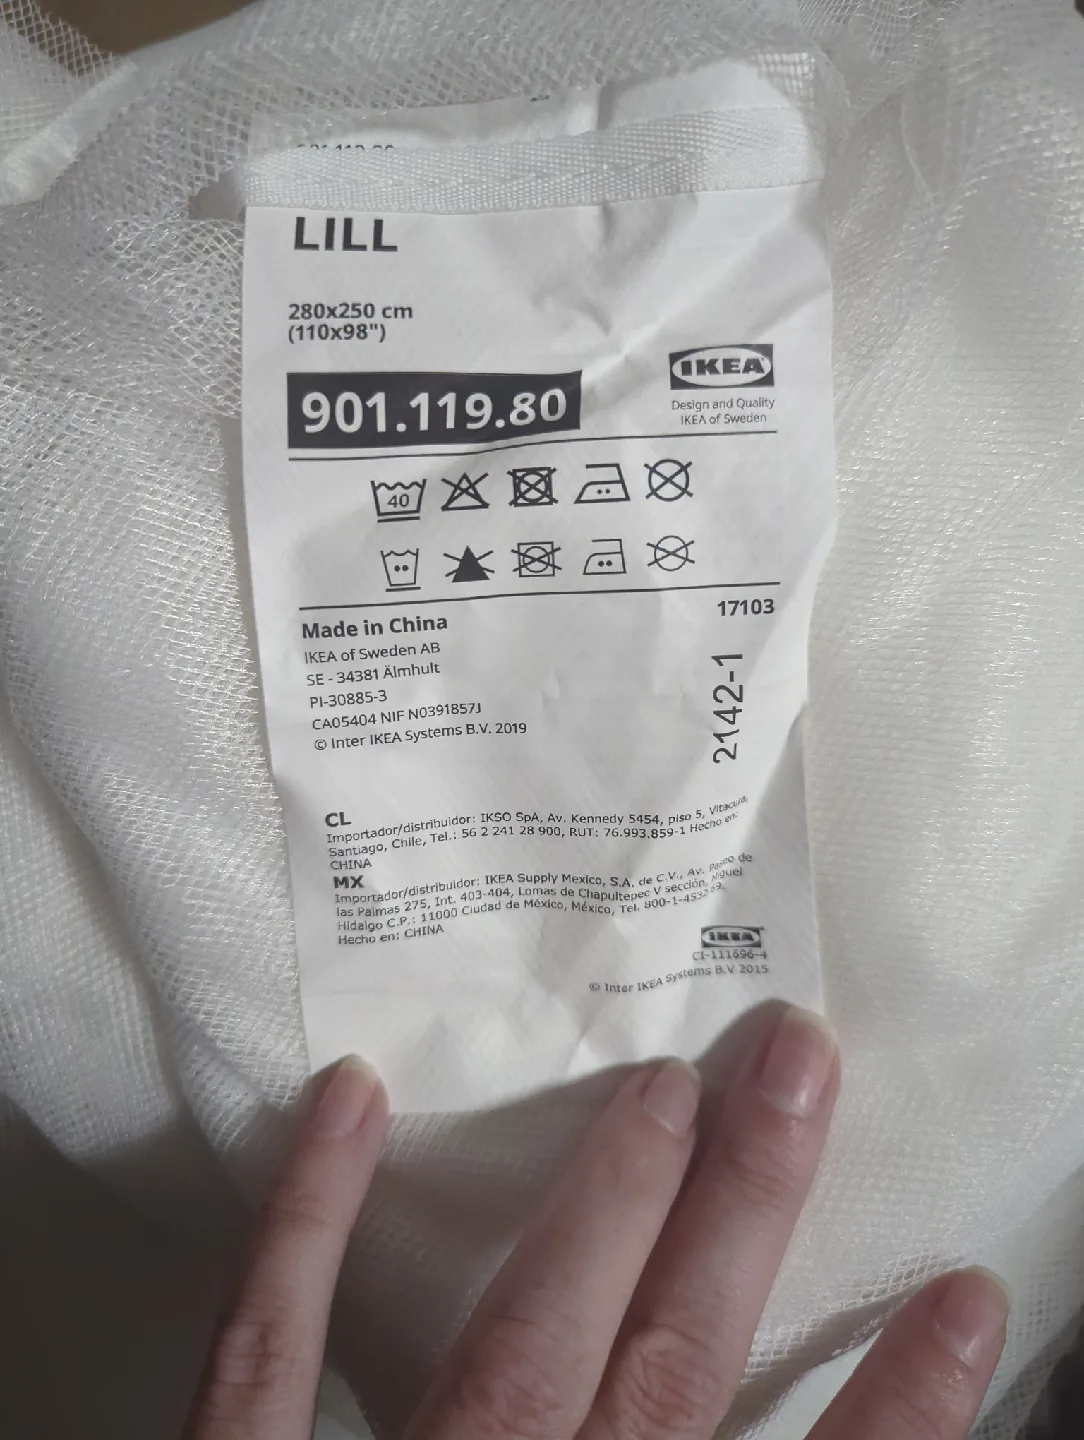 LILL
280x250 cm
(110x98")
901.119.80
IKEA
Design and Quality
IKEA of Sweden
40
Made in China
17103
IKEA of Sweden AB
SE - 34381 Älmhult
PI-30885-3
CA05404 NIF N0391857J
© Inter IKEA Systems B.V. 2019
2142-1
CL
Importador/distribuidor: IKSO SpA, Av. Kennedy 5454, piso 5, Vitacura,
Santiago, Chile, Tel.: 56 2 241 28 900, RUT: 76.993.859-1 Hecho en:
CHINA
MX
Importador/distribuidor: IKEA Supply Mexico, S.A. de C.V., Av. Paseo de
las Palmas 275, Int. 403-404, Lomas de Chapultepec V sección, Miguel
Hidalgo C.P.: 11000 Ciudad de México, México, Tel.
Hecho en: CHINA
IKEA
CI-111696-4
© Inter IKEA Systems B.V 2015